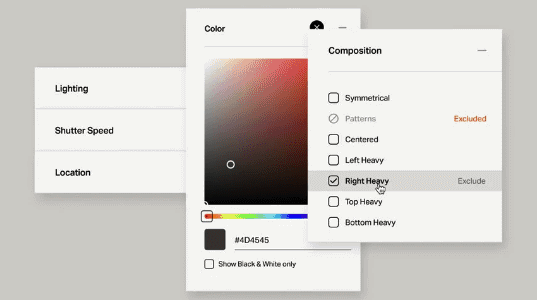 Lighting
Shutter Speed
Location
Color
#4D4545
Show Black & White only
Composition
Symmetrical
Patterns Excluded
Centered
Left Heavy
Right Heavy Exclude
Top Heavy
Bottom Heavy